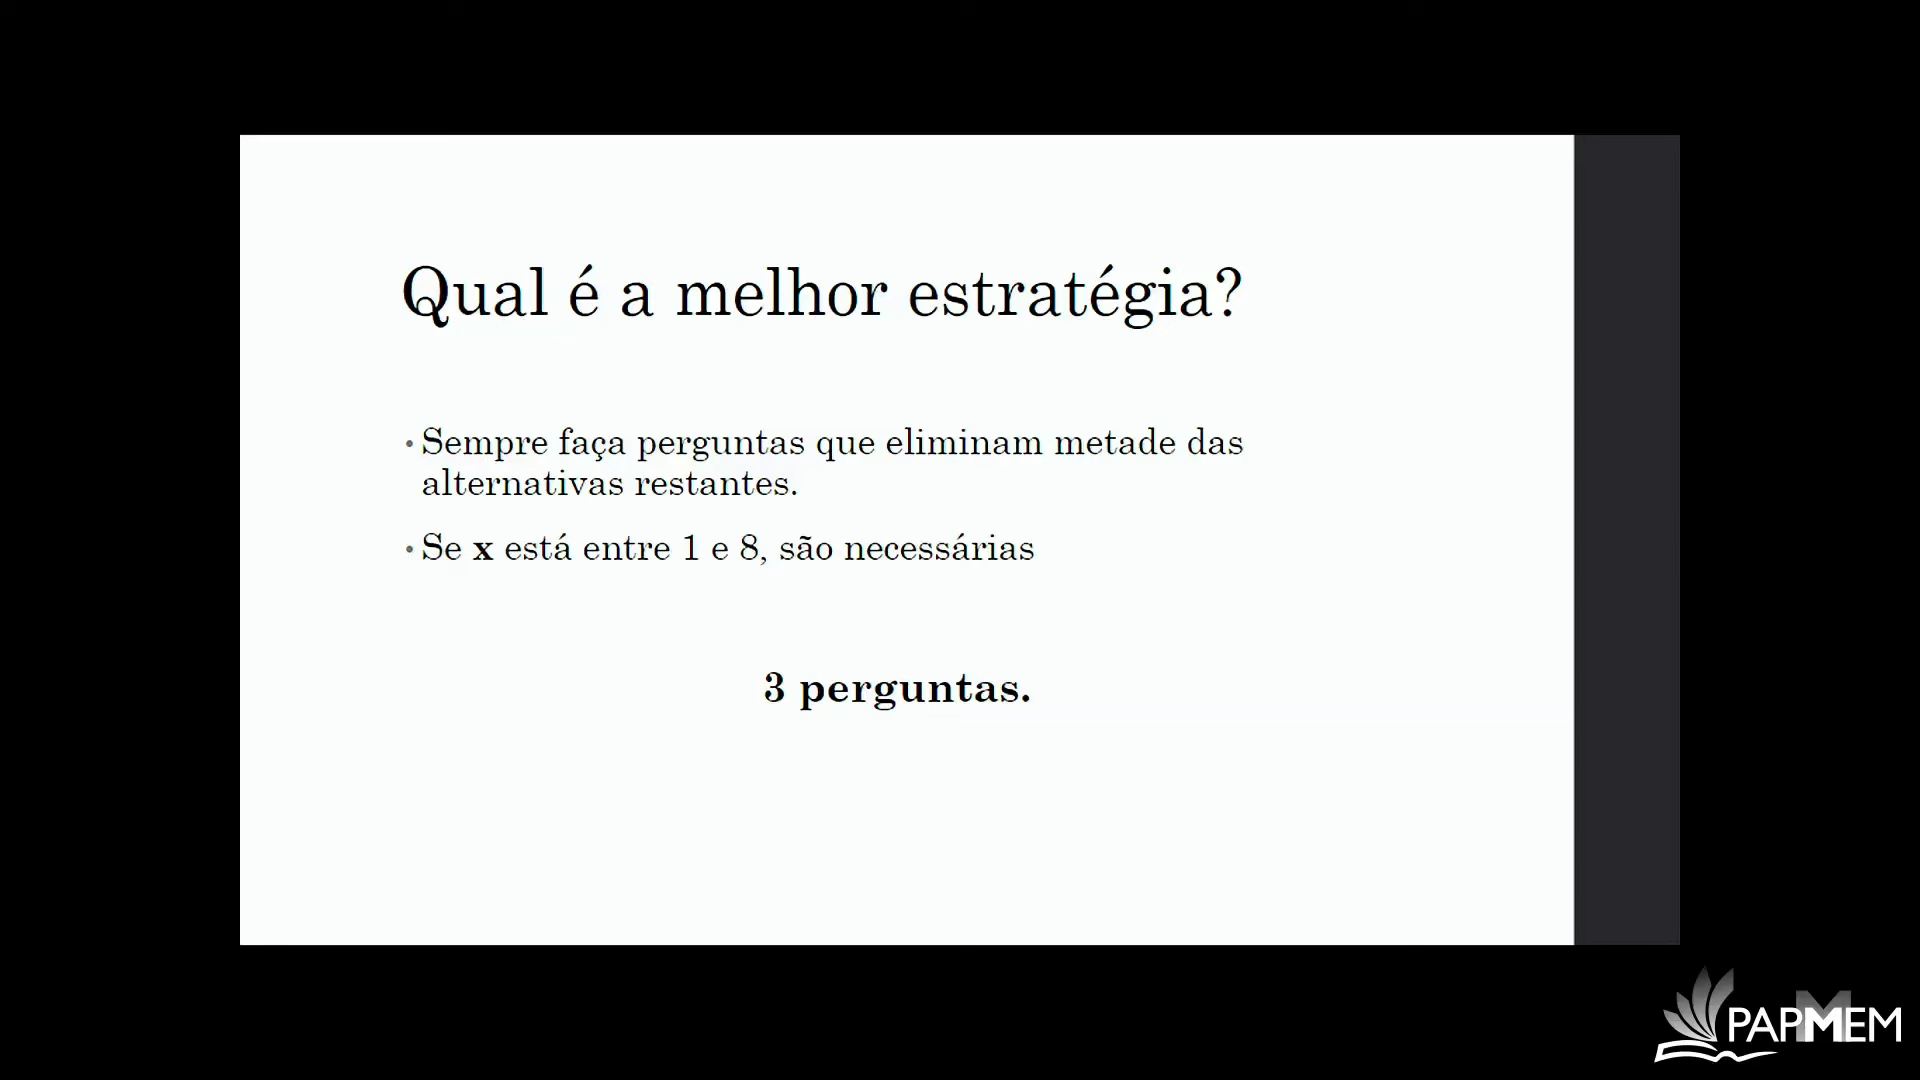 Qual é a melhor estratégia?
• Sempre faça perguntas que eliminam metade das
alternativas restantes.
• Se x está entre 1 e 8, são necessárias
3 perguntas.
PAPMEM